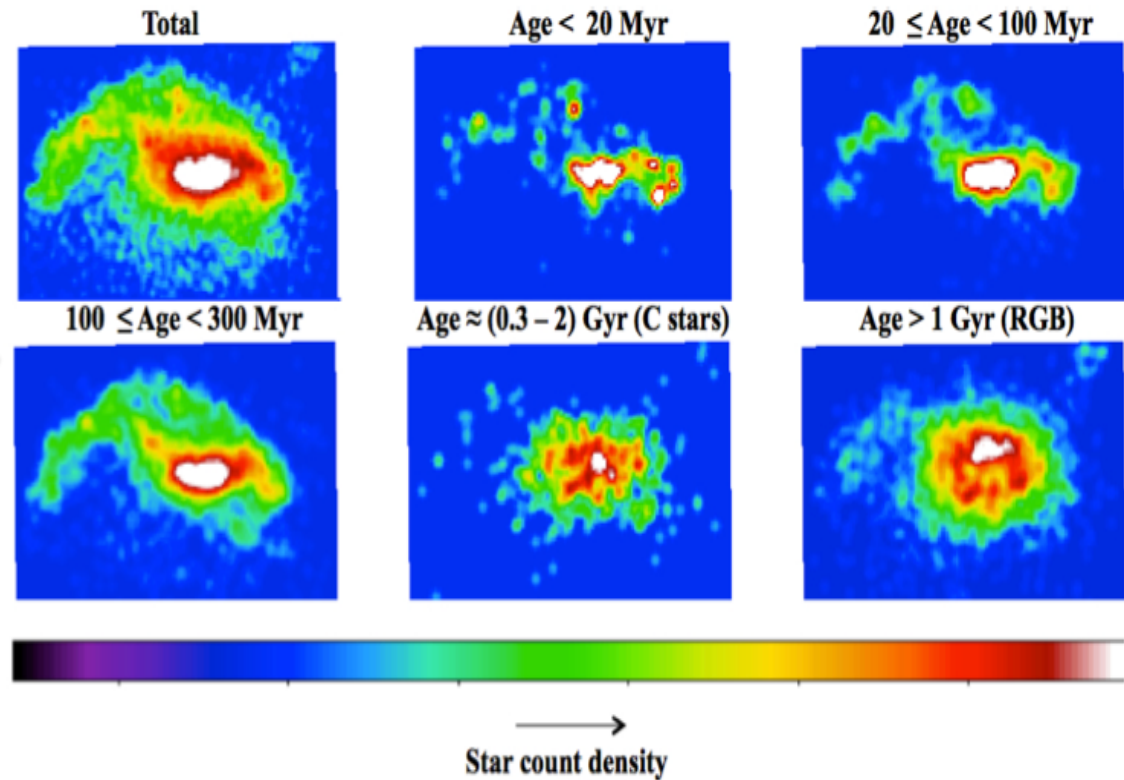 Total
Age < 20 Myr
20 ≤ Age < 100 Myr
100 ≤ Age < 300 Myr
Age ≈ (0.3 – 2) Gyr (C stars)
Age > 1 Gyr (RGB)
Star count density